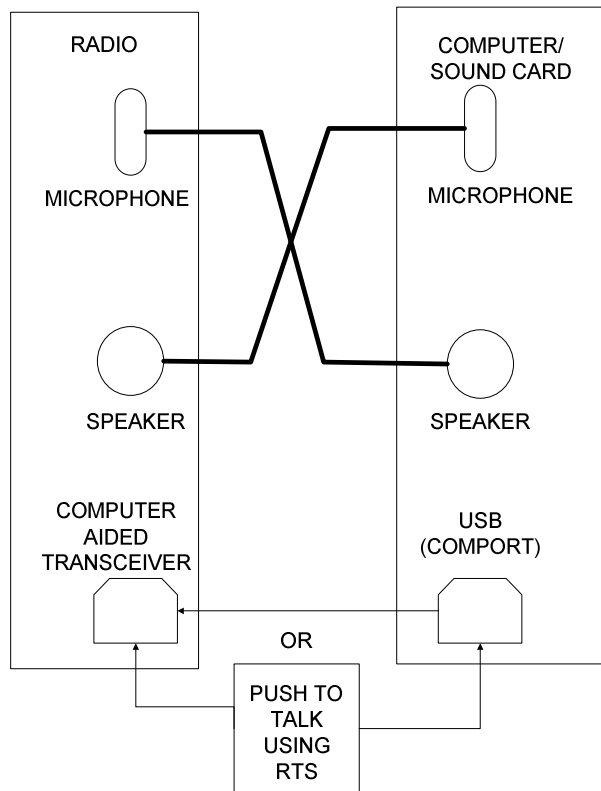 RADIO
COMPUTER/
SOUND CARD
MICROPHONE
MICROPHONE
SPEAKER
SPEAKER
COMPUTER
AIDED
TRANSCEIVER
USB
(COMPORT)
OR
PUSH TO
TALK
USING
RTS